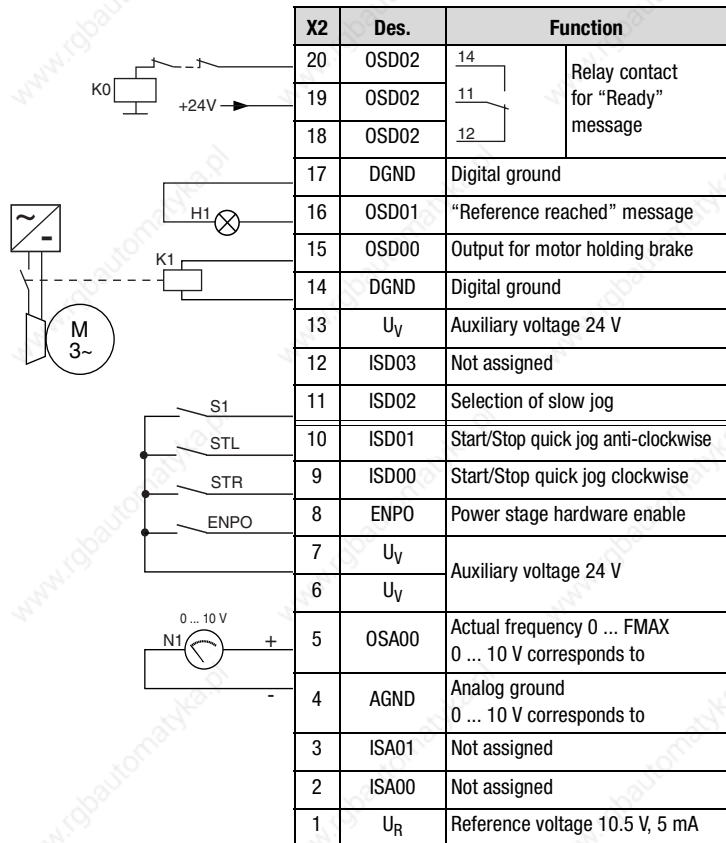 X2 Des. Function
20 OSD02 14 Relay contact
K0 19 OSD02 11 for “Ready”
+24V
18 OSD02 12 message
17 DGND Digital ground
H1 16 OSD01 “Reference reached” message
~ -
K1 15 OSD00 Output for motor holding brake
14 DGND Digital ground
M
3~
13 UV Auxiliary voltage 24 V
12 ISD03 Not assigned
S1 11 ISD02 Selection of slow jog
STL 10 ISD01 Start/Stop quick jog anti-clockwise
STR 9 ISD00 Start/Stop quick jog clockwise
ENPO 8 ENPO Power stage hardware enable
7 UV Auxiliary voltage 24 V
6 UV
0 ... 10 V
N1 + 5 OSA00 Actual frequency 0 ... FMAX
0 ... 10 V corresponds to
- 4 AGND Analog ground
0 ... 10 V corresponds to
3 ISA01 Not assigned
2 ISA00 Not assigned
1 UR Reference voltage 10.5 V, 5 mA
www.rgbautomatyka.pl